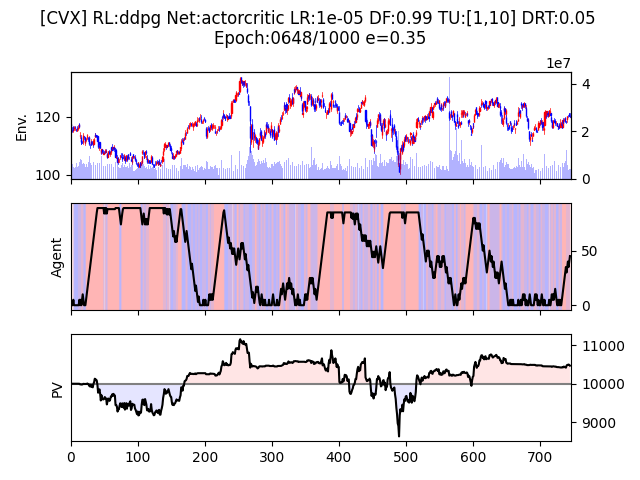 [CVX] RL:ddpg Net:actorcritic LR:1e-05 DF:0.99 TU:[1,10] DRT:0.05
Epoch:0648/1000 e=0.35
1e7
Env.
120
100
4
2
0
Agent
50
0
PV
11000
10000
9000
0 100 200 300 400 500 600 700